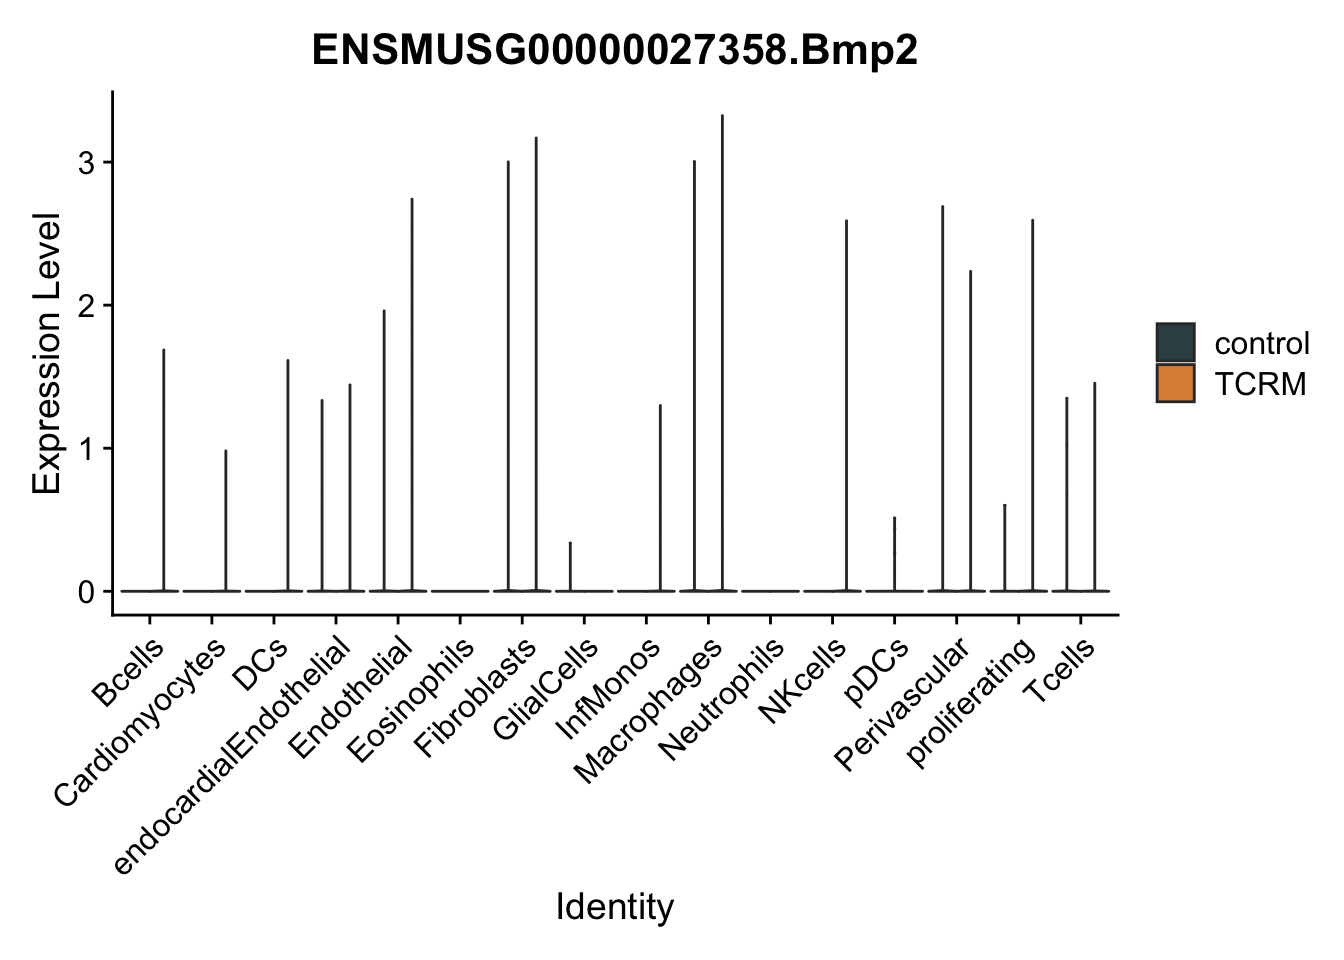 ENSMUSG00000027358.Bmp2
Expression Level
3
2
1
0
control
TCRM
Bcells
Cardiomyocytes
DCs
endocardialEndothelial
Endothelial
Eosinophils
Fibroblasts
GlialCells
InfMonos
Macrophages
Neutrophils
NKcells
pDCs
Perivascular
proliferating
Tcells
Identity